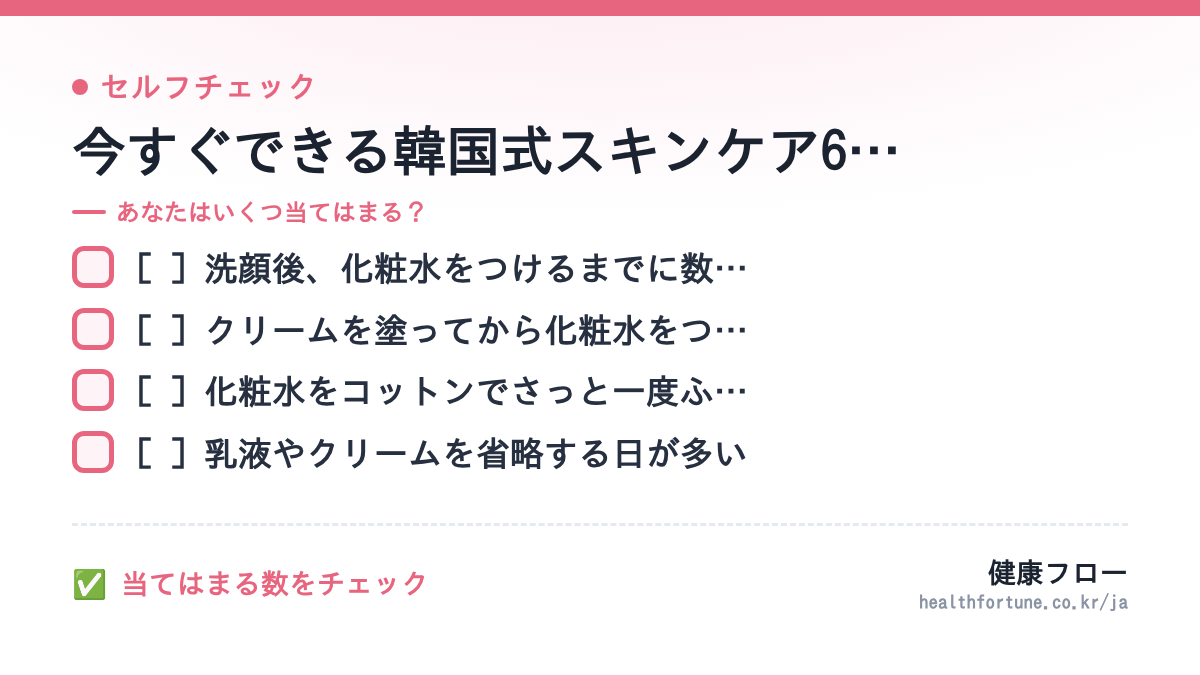 セルフチェック
今すぐできる韓国式スキンケア6…
あなたはいくつ当てはまる？
[ ] 洗顔後、化粧水をつけるまでに数…
[ ] クリームを塗ってから化粧水をつ…
[ ] 化粧水をコットンでさっと一度ふ…
[ ] 乳液やクリームを省略する日が多い
✅ 当てはまる数をチェック
健康フロー
healthfortune.co.kr/ja